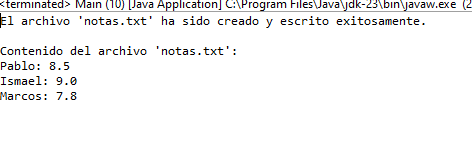 <terminated> Main (10) [Java Application] C:\Program Files\Java\jdk-23\bin\javaw.exe (2
El archivo 'notas.txt' ha sido creado y escrito exitosamente.
Contenido del archivo 'notas.txt':
Pablo: 8.5
Ismael: 9.0
Marcos: 7.8